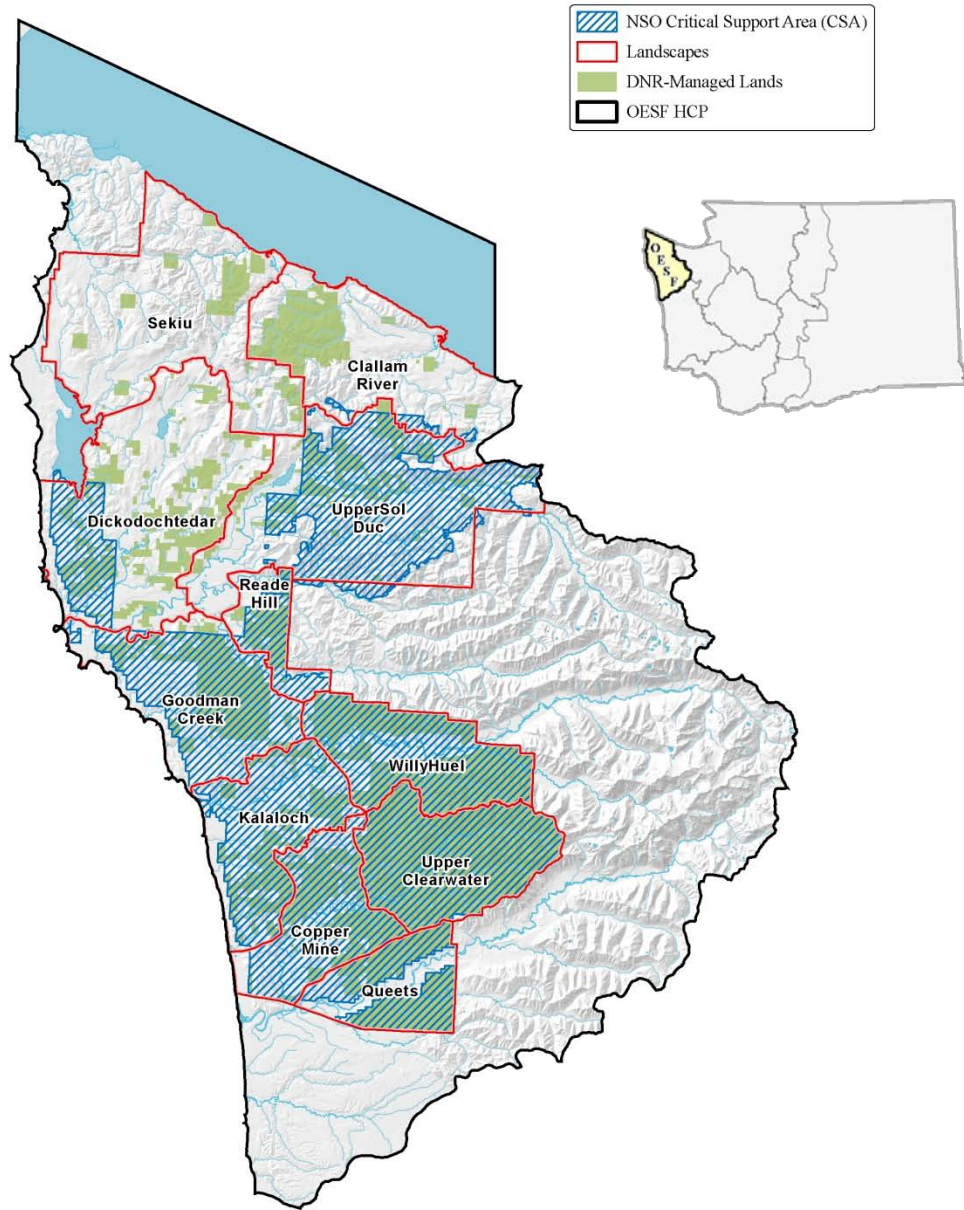 NSO Critical Support Area (CSA)
Landscapes
DNR-Managed Lands
OESF HCP
O
E
S
F
Sekiu
Clallam
River
Dickodochtedar
UpperSol
Duc
Reade
Hill
Goodman
Creek
WillyHuel
Kalaloch
Upper
Clearwater
Copper
Mine
Queets